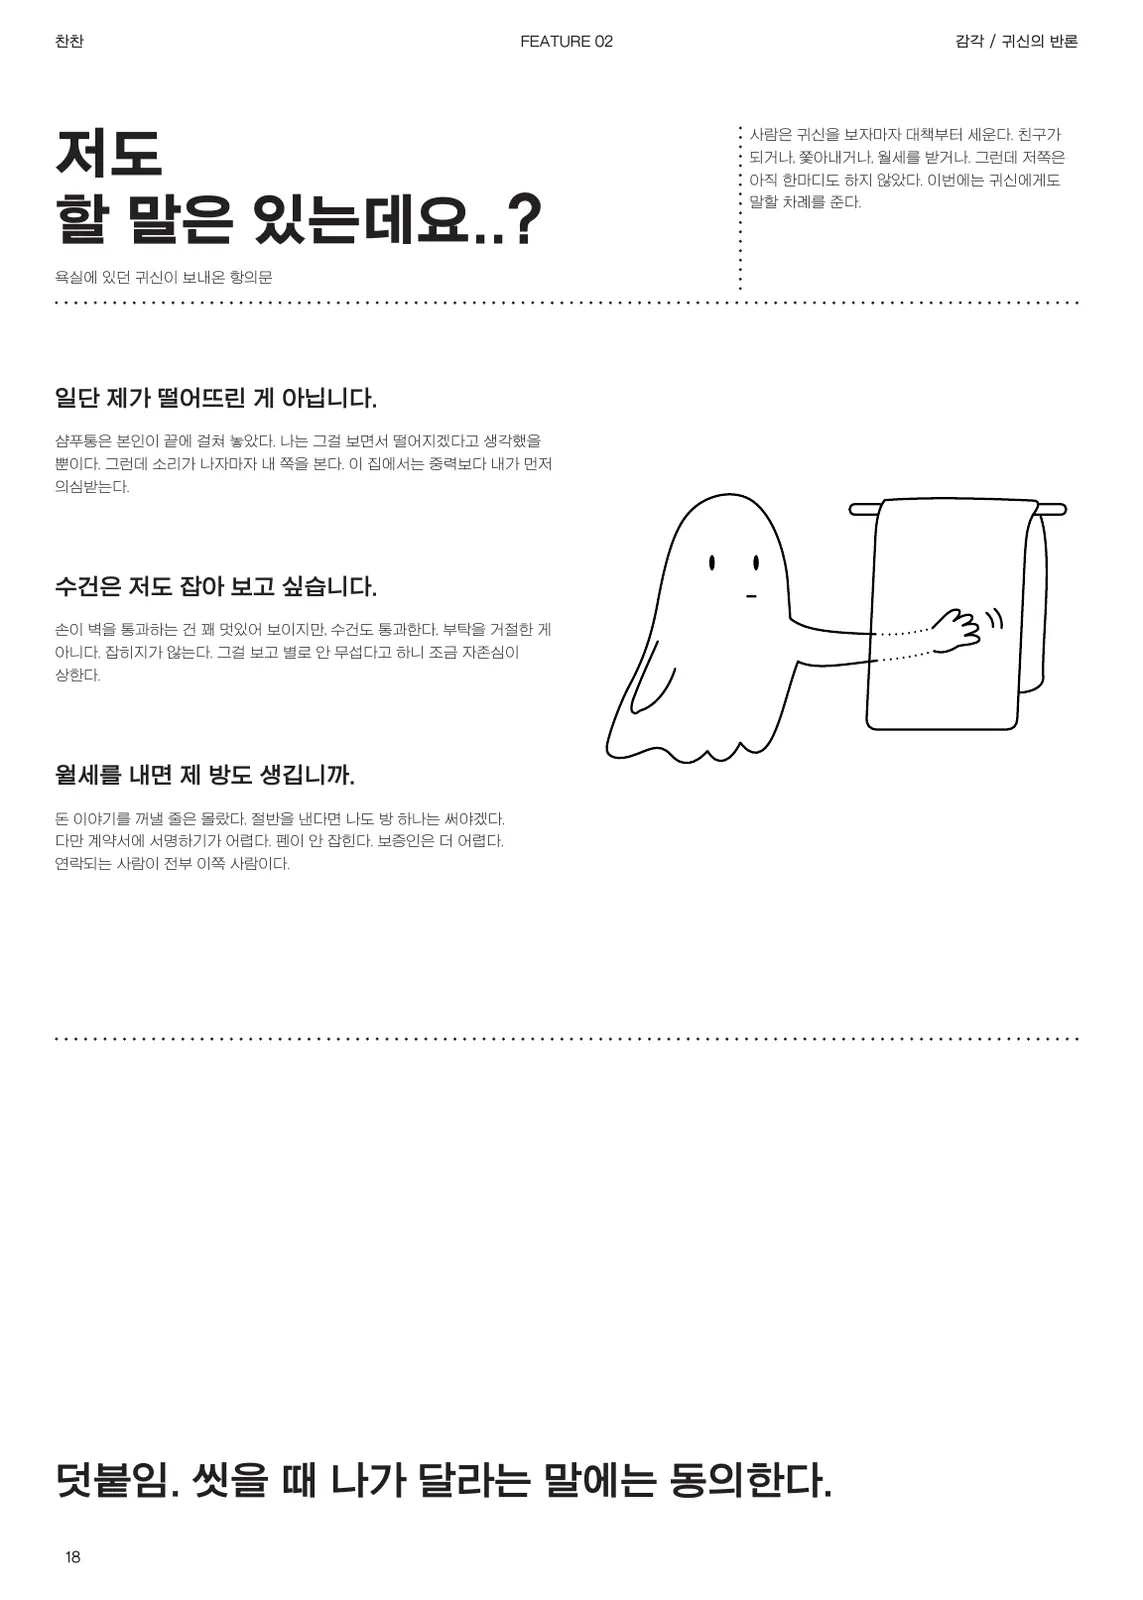 찬찬
FEATURE 02
감각 / 귀신의 반론
저도
할 말은 있는데요..?
욕실에 있던 귀신이 보내온 항의문
사람은 귀신을 보자마자 대책부터 세운다. 친구가
되거나, 쫓아내거나, 월세를 받거나. 그런데 저쪽은
아직 한마디도 하지 않았다. 이번에는 귀신에게도
말할 차례를 준다.
일단 제가 떨어뜨린 게 아닙니다.
샴푸통은 본인이 끝에 걸쳐 놓았다. 나는 그걸 보면서 떨어지겠다고 생각했을
뿐이다. 그런데 소리가 나자마자 내 쪽을 본다. 이 집에서는 중력보다 내가 먼저
의심받는다.
수건은 저도 잡아 보고 싶습니다.
손이 벽을 통과하는 건 꽤 멋있어 보이지만, 수건도 통과한다. 부탁을 거절한 게
아니다. 잡히지가 않는다. 그걸 보고 별로 안 무섭다고 하니 조금 자존심이
상한다.
월세를 내면 제 방도 생깁니까.
돈 이야기를 꺼낼 줄은 몰랐다. 절반을 낸다면 나도 방 하나는 써야겠다.
다만 계약서에 서명하기가 어렵다. 펜이 안 잡힌다. 보증인은 더 어렵다.
연락되는 사람이 전부 이쪽 사람이다.
덧붙임. 씻을 때 나가 달라는 말에는 동의한다.
18